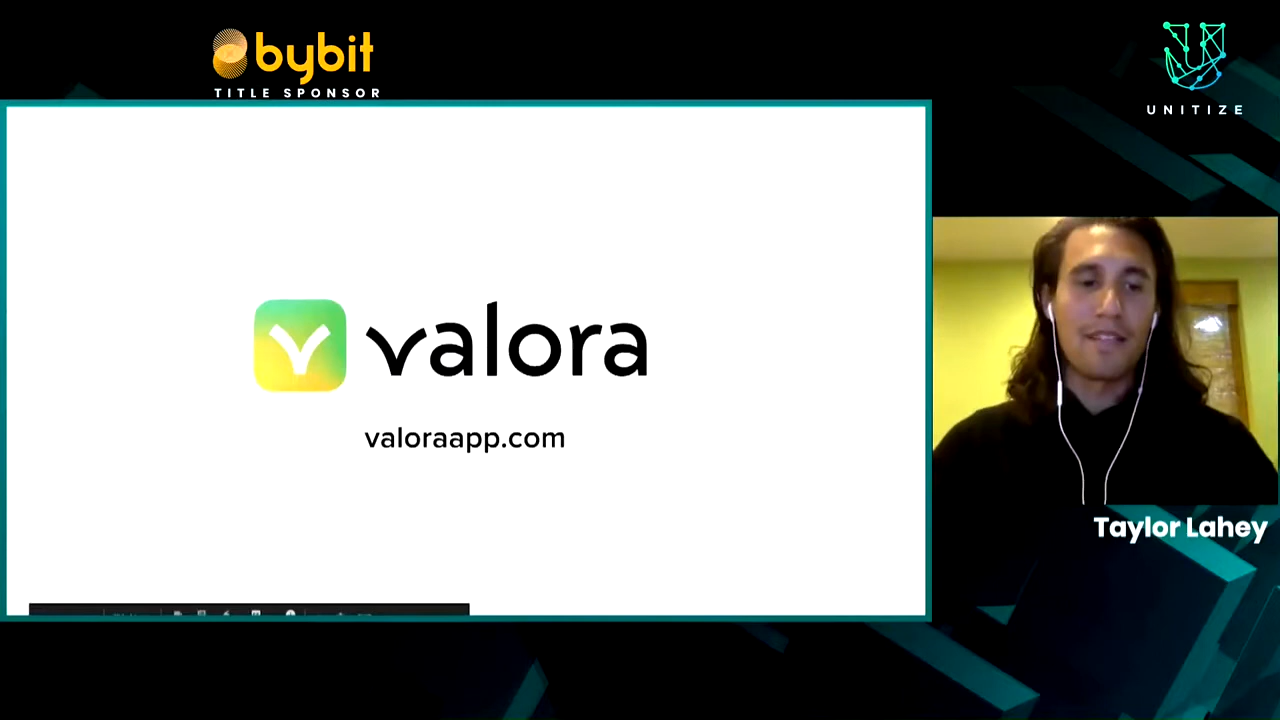 bybit
TITLE SPONSOR
UNITIZE
valora
valoraapp.com
Taylor Lahey